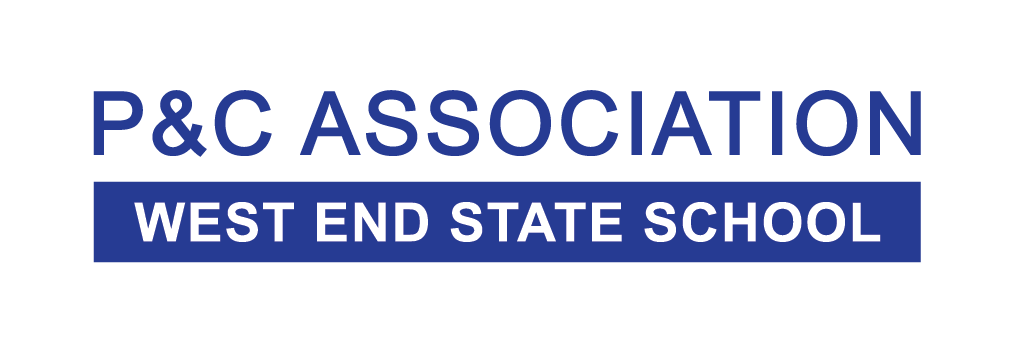 P&C ASSOCIATION
WEST END STATE SCHOOL